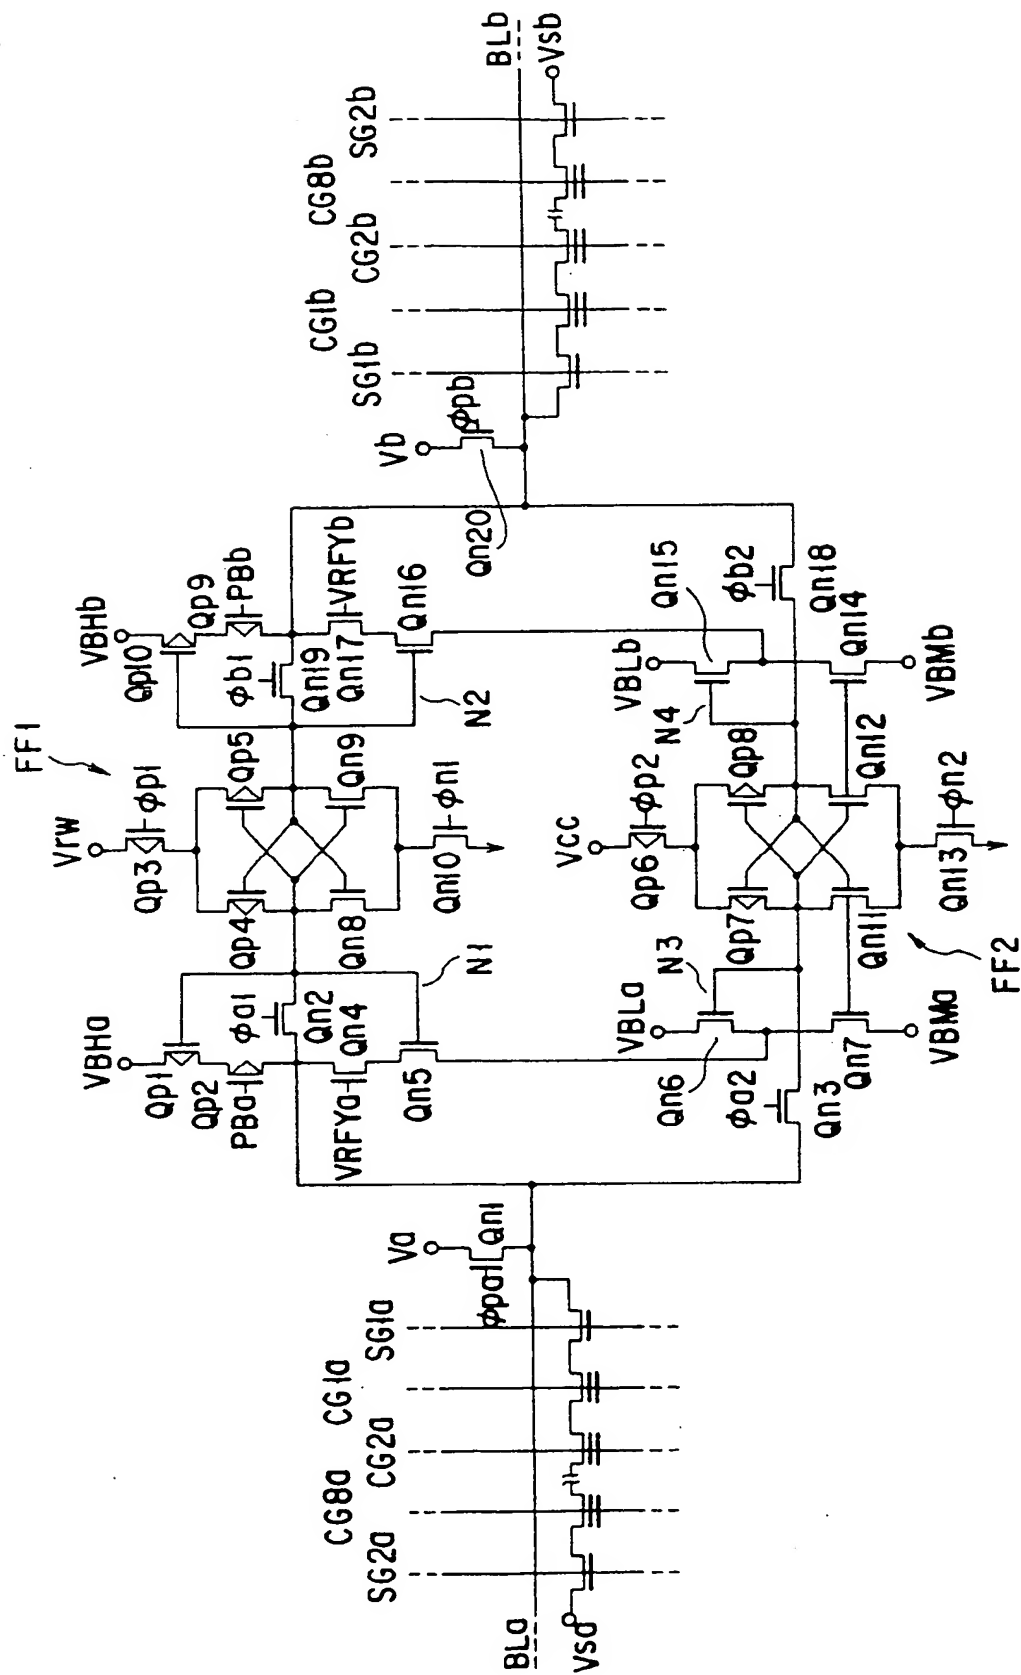 FF1
VBHa
Vrw
VBHb
Qp1
Qp3
ϕp1
Qp10
Qp9
Qp2
PBa
Qp4
Qp5
PBb
ϕa1
ϕb1
Qn2
Qn19
VRFYa
Qn4
Qn8
Qn9
Qn17
VRFYb
Qn5
Qn10
ϕn1
Qn16
N1
N2
Va
Vb
ϕpa
Qn1
ϕpb
Qn20
SG2a
CG8a
CG2a
CG1a
SG1a
SG1b
CG1b
CG2b
CG8b
SG2b
BLa
BLb
Vsa
Vsb
VBLa
N3
Vcc
VBLb
Qn6
Qp6
ϕp2
N4
Qn15
Qp7
Qp8
ϕa2
ϕb2
Qn3
Qn7
Qn11
Qn12
Qn14
Qn18
VBMa
Qn13
ϕn2
VBMb
FF2